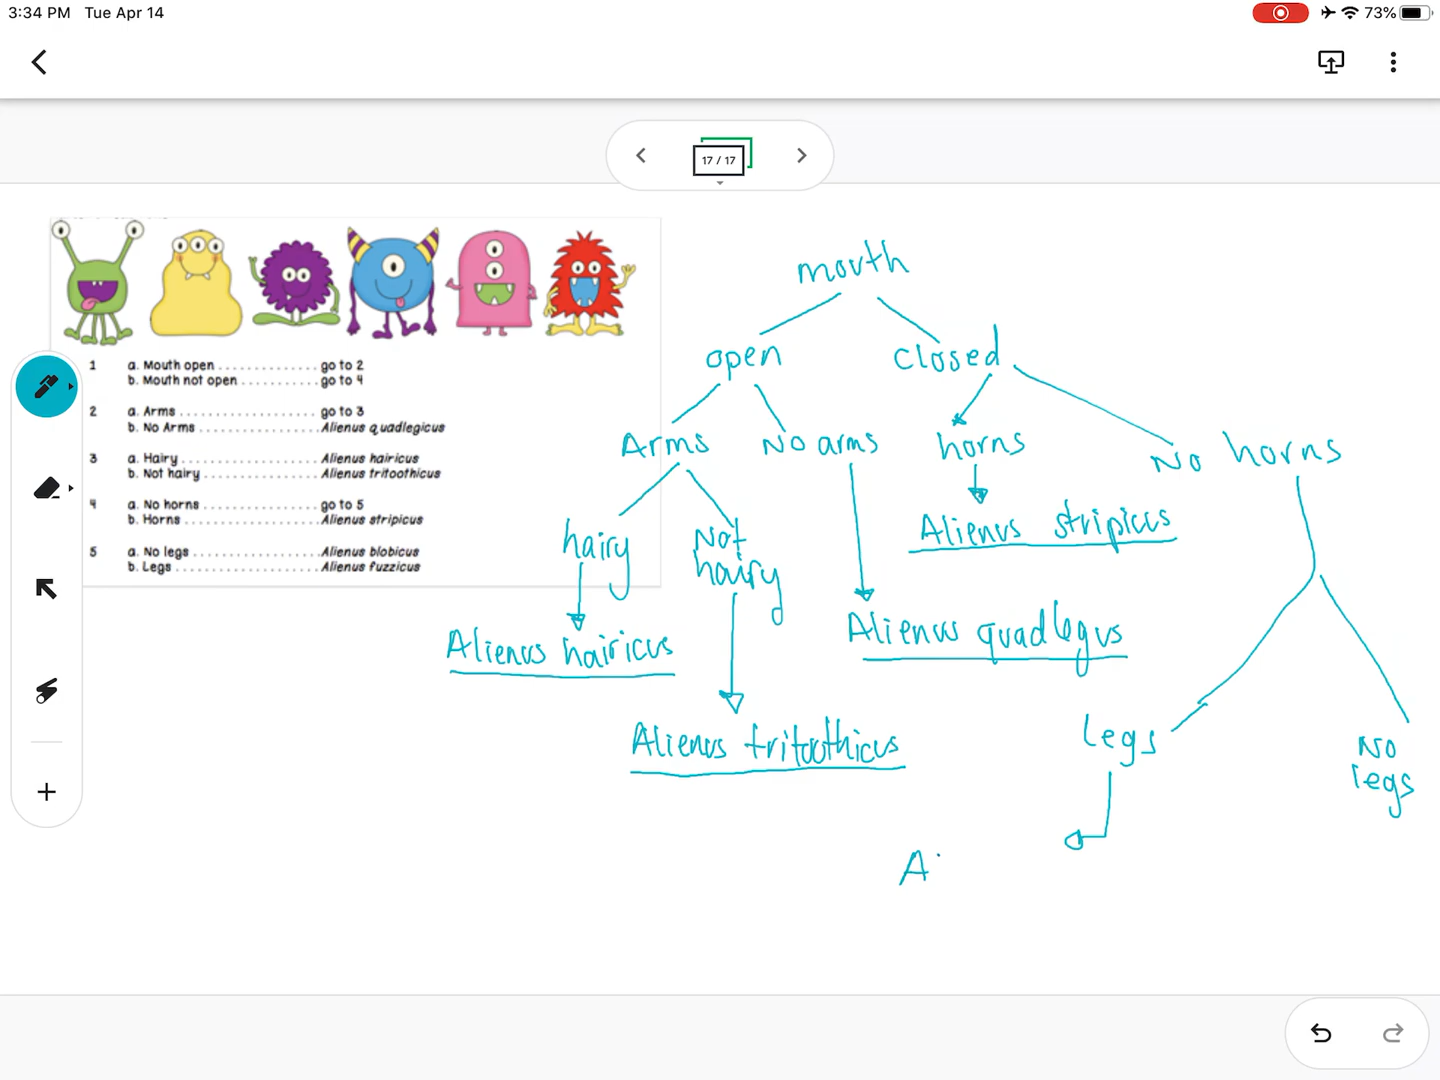 3:34 PM Tue Apr 14
73%
17 / 17
1 a. Mouth open .................. go to 2
b. Mouth not open ............. go to 4
2 a. Arms ..................... go to 3
b. No Arms .................. Alienus quadlegicus
3 a. Hairy ...................... Alienus hairicus
b. Not hairy .................. Alienus tritoothicus
4 a. No horns .................. go to 5
b. Horns ..................... Alienus stripicus
5 a. No legs ................... Alienus blobicus
b. Legs ...................... Alienus fuzzicus
mouth
open closed
Arms No arms horns No horns
hairy Not hairy
Alienus stripicus
Alienus hairicus
Alienus quadlegus
Alienus tritoothicus
Legs
No
legs
A